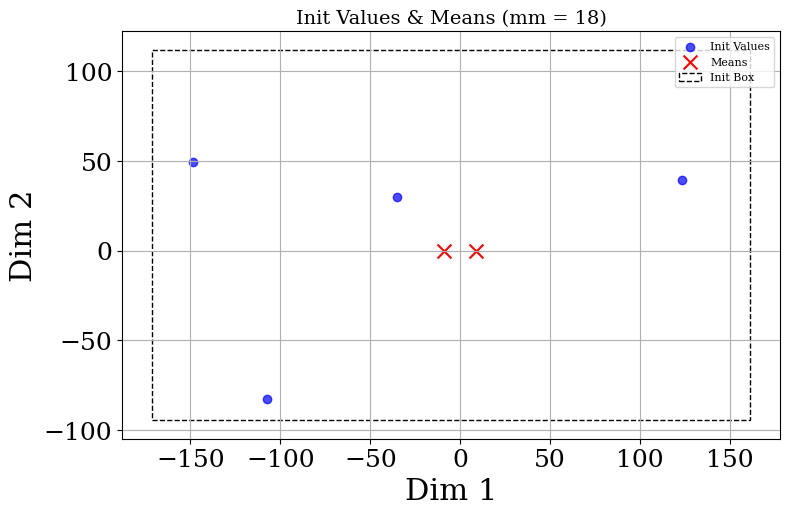 Init Values & Means (mm = 18)
Init Values
Means
Init Box
100
50
0
−50
−100
Dim 2
−150 −100 −50 0 50 100 150
Dim 1